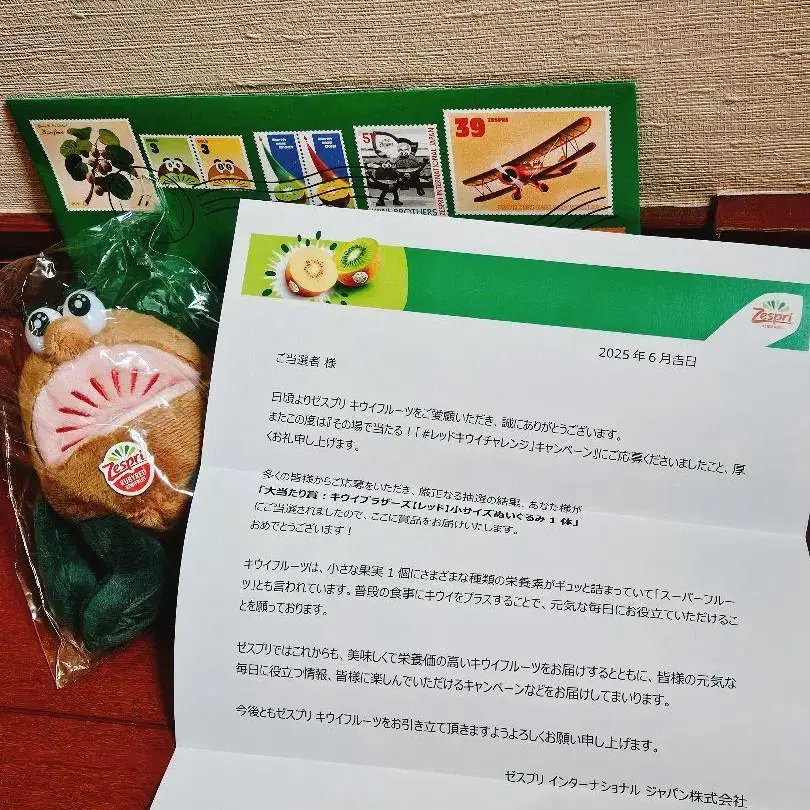 39 ZESPRI
3
3
5
ZESPRI INTERNATIONAL JAPAN
BROTHERS
Zespri
2025年6月吉日
ご当選者 様
日頃よりゼスプリ キウイフルーツをご愛顧いただき、誠にありがとうございます。
またこの度は『その場で当たる！「#レッドキウイチャレンジ」キャンペーン』にご応募くださいましたこと、厚
くお礼申し上げます。
多くの皆様からご応募をいただき、厳正なる抽選の結果、あなた様が
「大当たり賞：キウイブラザーズ【レッド】小サイズぬいぐるみ1体」
にご当選されましたので、ここに賞品をお届けいたします。
おめでとうございます！
キウイフルーツは、小さな果実1個にさまざまな種類の栄養素がギュッと詰まっていて「スーパーフルー
ツ」とも言われています。普段の食事にキウイをプラスすることで、元気な毎日にお役立ていただけるこ
とを願っております。
ゼスプリではこれからも、美味しくて栄養価の高いキウイフルーツをお届けするとともに、皆様の元気な
毎日に役立つ情報、皆様に楽しんでいただけるキャンペーンなどをお届けしてまいります。
今後ともゼスプリ キウイフルーツをお引き立て頂きますようよろしくお願い申し上げます。
ゼスプリ インターナショナル ジャパン株式会社
Zespri
RUBYRED